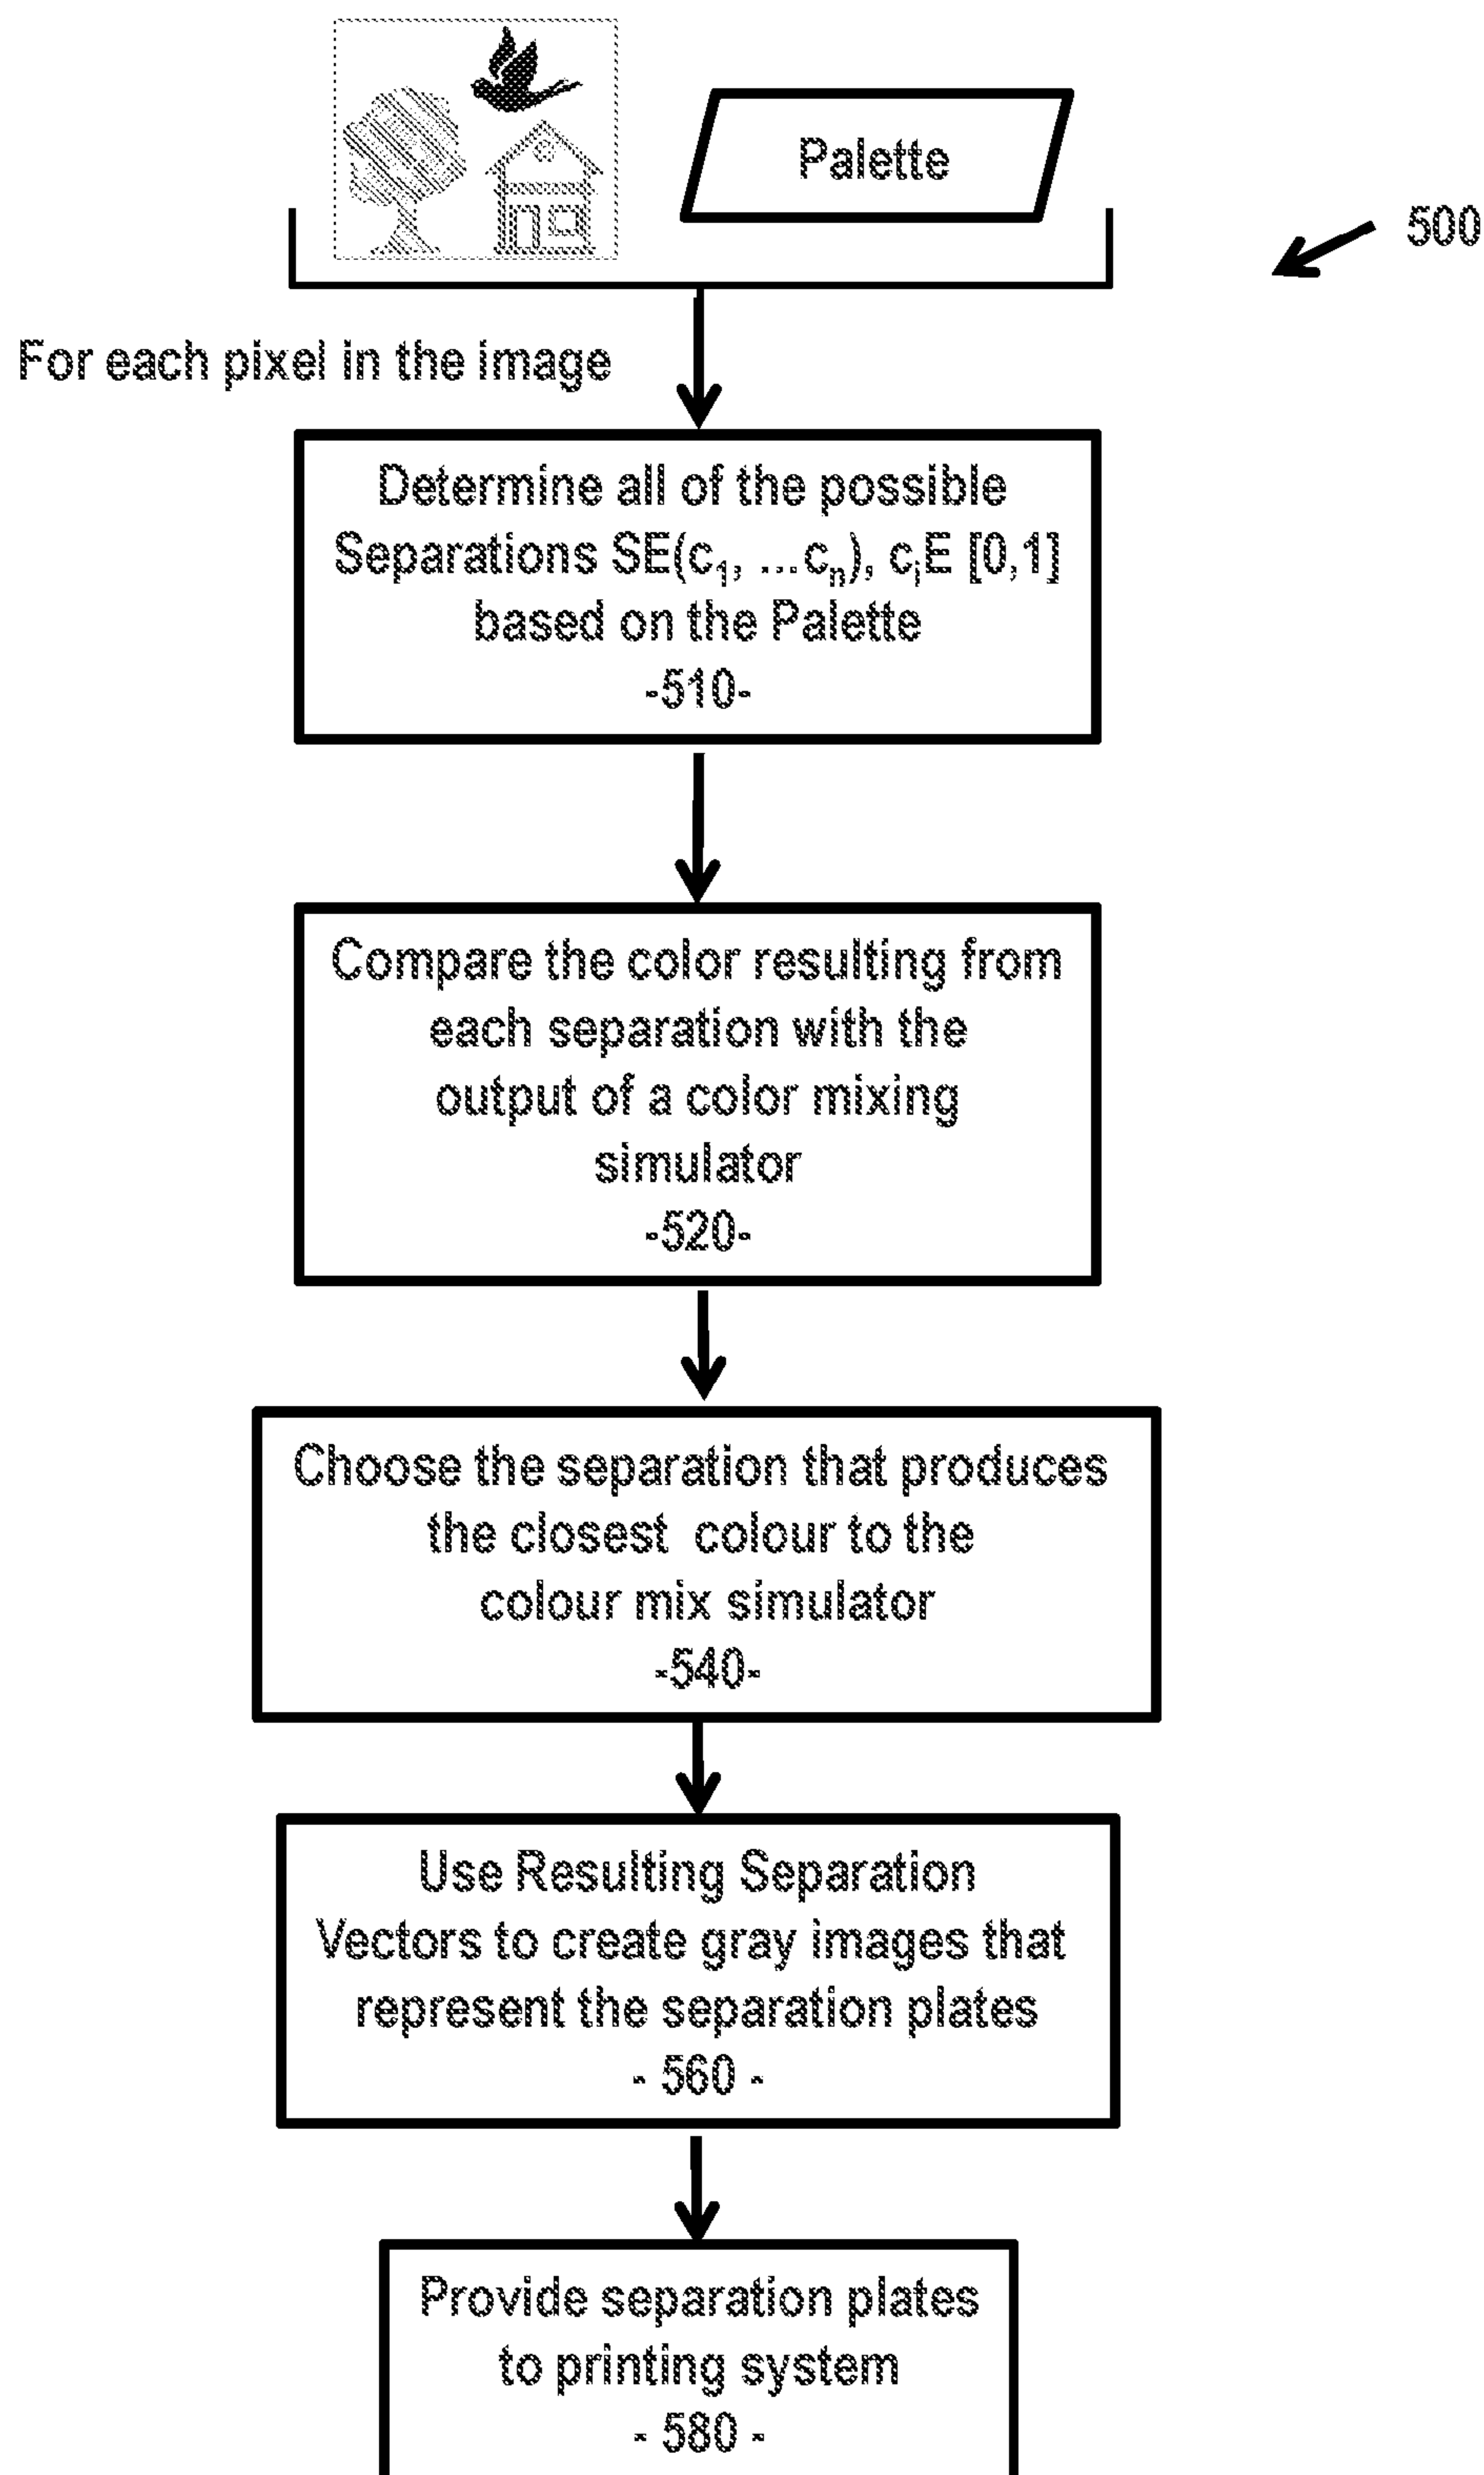 Palette
500
For each pixel in the image
Determine all of the possible
Separations SE(c₁, ...cₙ), cᵢE [0,1]
based on the Palette
-510-
Compare the color resulting from
each separation with the
output of a color mixing
simulator
-520-
Choose the separation that produces
the closest colour to the
colour mix simulator
-540-
Use Resulting Separation
Vectors to create gray images that
represent the separation plates
- 560 -
Provide separation plates
to printing system
- 580 -